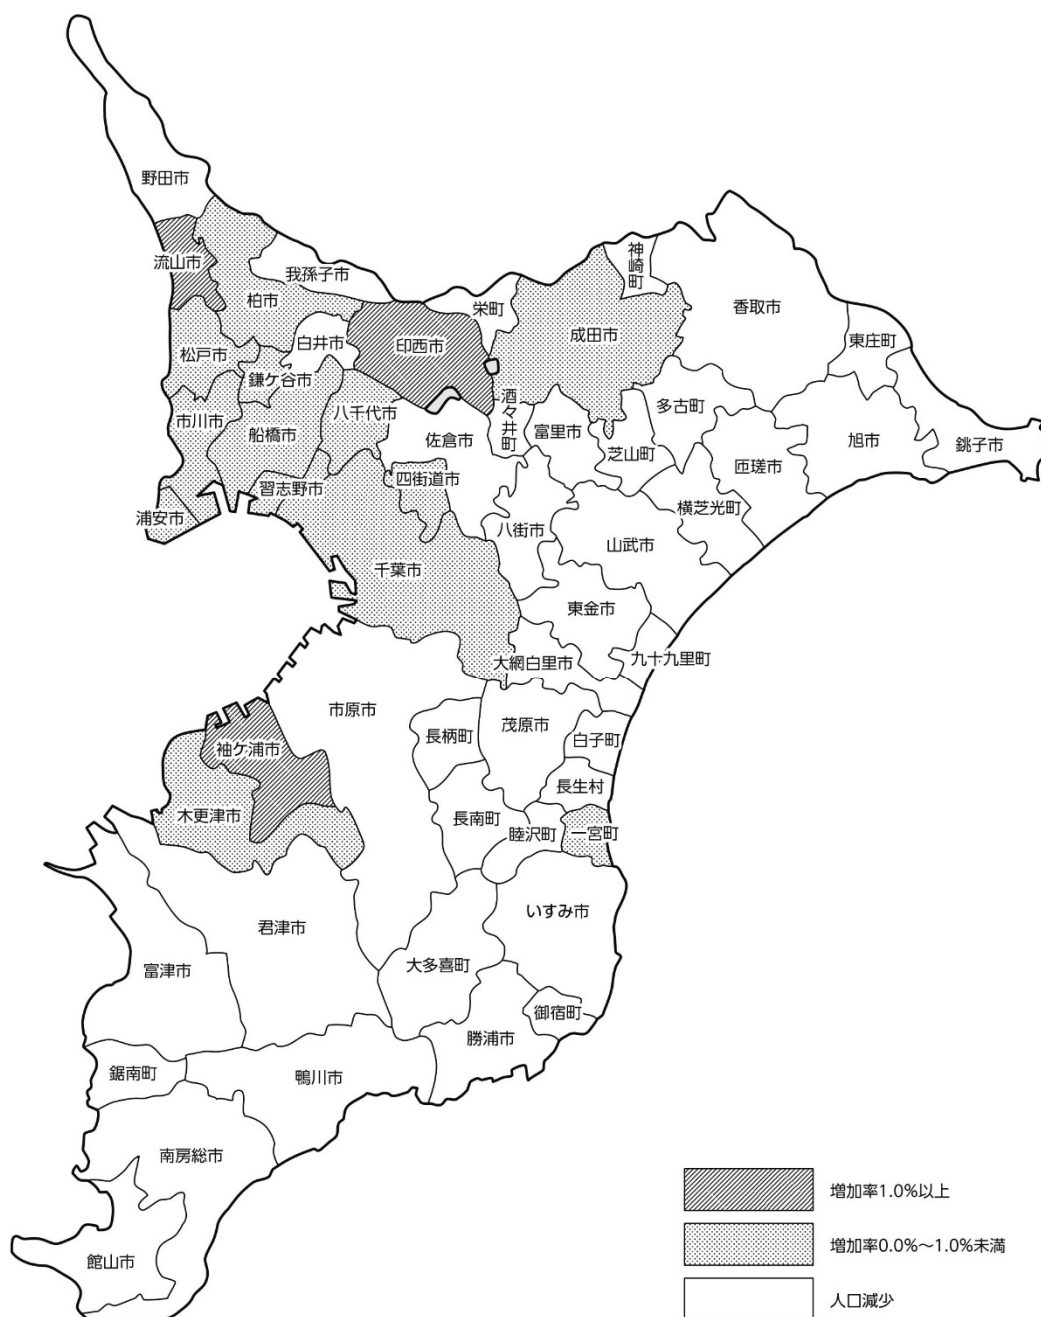 野田市
流山市
我孫子市
柏市
神崎町
栄町
香取市
成田市
東庄町
白井市
印西市
松戸市
鎌ケ谷市
酒々井町
多古町
市川市
船橋市
八千代市
佐倉市
富里市
芝山町
旭市
銚子市
匝瑳市
四街道市
習志野市
横芝光町
浦安市
八街市
山武市
千葉市
東金市
大網白里市
九十九里町
市原市
茂原市
長柄町
白子町
袖ケ浦市
長生村
木更津市
長南町
睦沢町
一宮町
いすみ市
君津市
富津市
大多喜町
御宿町
勝浦市
鋸南町
鴨川市
南房総市
館山市
増加率1.0%以上
増加率0.0%～1.0%未満
人口減少